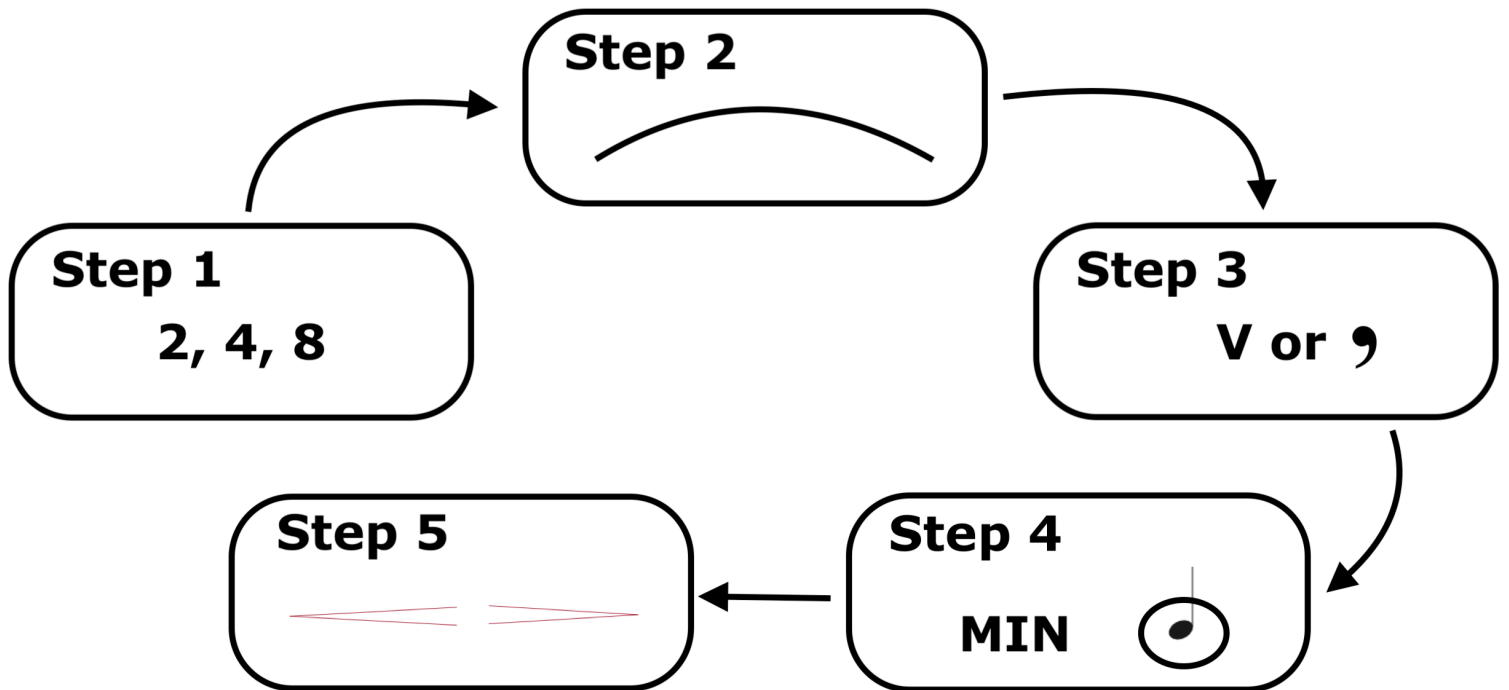 Step 1
2, 4, 8
Step 2
Step 3
V or ,
Step 4
MIN
Step 5